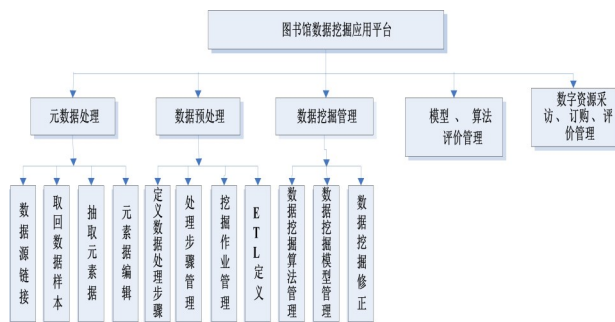 图书馆数据挖掘应用平台
元数据处理
数据预处理
数据挖掘管理
模型 、 算法
评价管理
数字资源采
访、订购、评
价管理
数据源链接
取回数据样本
抽取元素据
元素据编辑
定义数据处理步骤
处理步骤管理
挖掘作业管理
ETL定义
数据挖掘算法管理
数据挖掘模型管理
数据挖掘修正